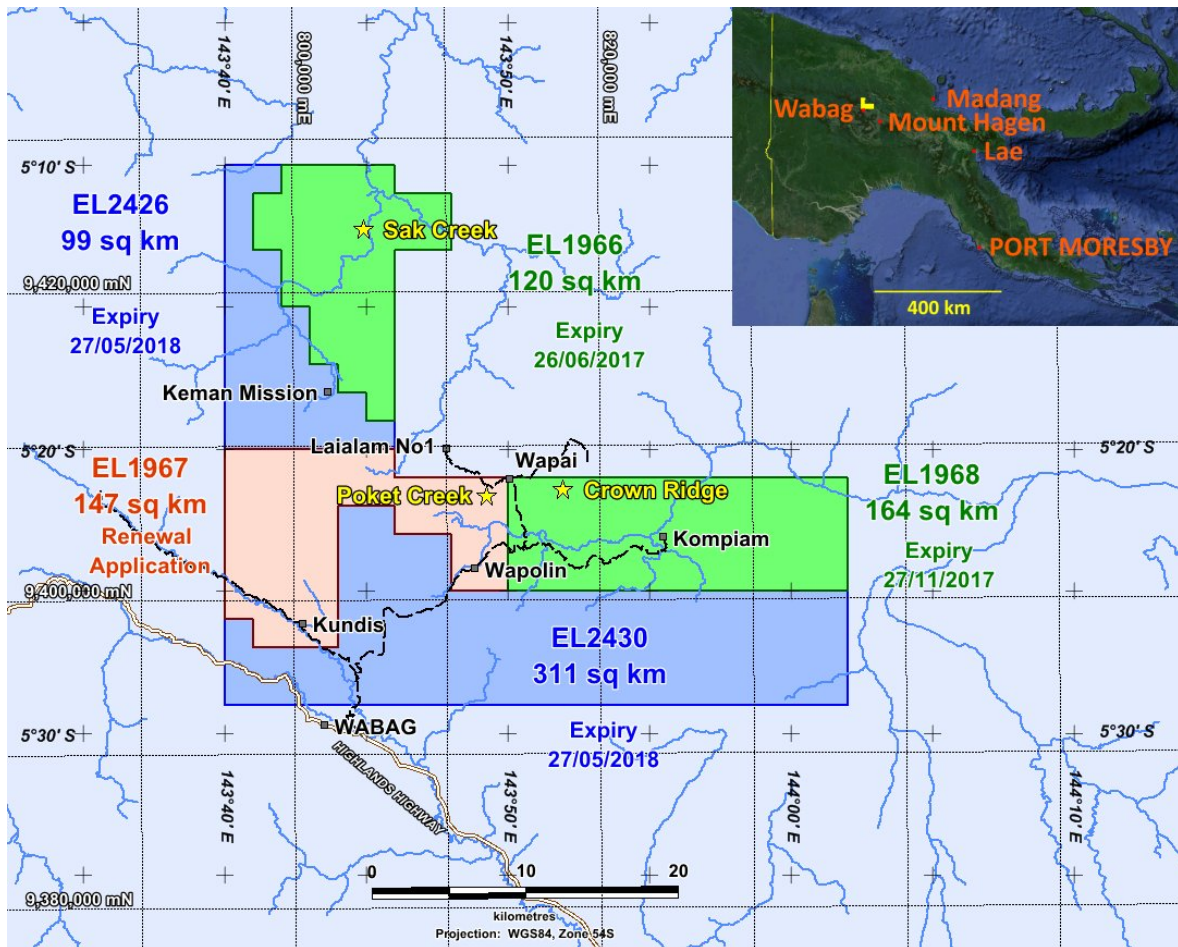 143°40' E
800,000 mE
143°50' E
820,000 mE
Wabag
Madang
Mount Hagen
Lae
PORT MORESBY
400 km
5°10' S
EL2426
99 sq km
Sak Creek
EL1966
120 sq km
9,420,000 mN
Expiry
27/05/2018
Expiry
26/06/2017
Keman Mission
5°20' S
Laialam No1
5°20' S
EL1967
147 sq km
Renewal
Application
Wapai
Poket Creek
Crown Ridge
EL1968
164 sq km
Kompiam
Wapolin
Expiry
27/11/2017
9,400,000 mN
Kundis
EL2430
311 sq km
WABAG
Expiry
27/05/2018
5°30' S
5°30' S
HIGHLANDS HIGHWAY
143°40' E
143°50' E
144°00' E
144°10' E
0 10 20
kilometres
9,380,000 mN
Projection: WGS84, Zone 54S